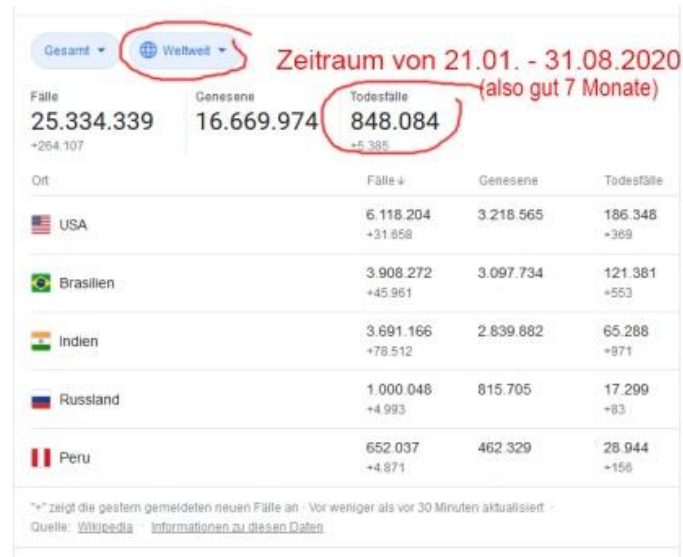 Gesamt Weltweit
Zeitraum von 21.01. - 31.08.2020
(also gut 7 Monate)
Fälle Genesene Todesfälle
25.334.339 16.669.974 848.084
+264.107 +5.385
Ort Fälle↓ Genesene Todesfälle
USA 6.118.204 3.218.565 186.348
+31.658 +369
Brasilien 3.908.272 3.097.734 121.381
+45.961 +553
Indien 3.691.166 2.839.882 65.288
+78.512 +971
Russland 1.000.048 815.705 17.299
+4.993 +83
Peru 652.037 462.329 28.944
+4.871 +156
"+" zeigt die gestern gemeldeten neuen Fälle an · Vor weniger als vor 30 Minuten aktualisiert ·
Quelle: Wikipedia · Informationen zu diesen Daten